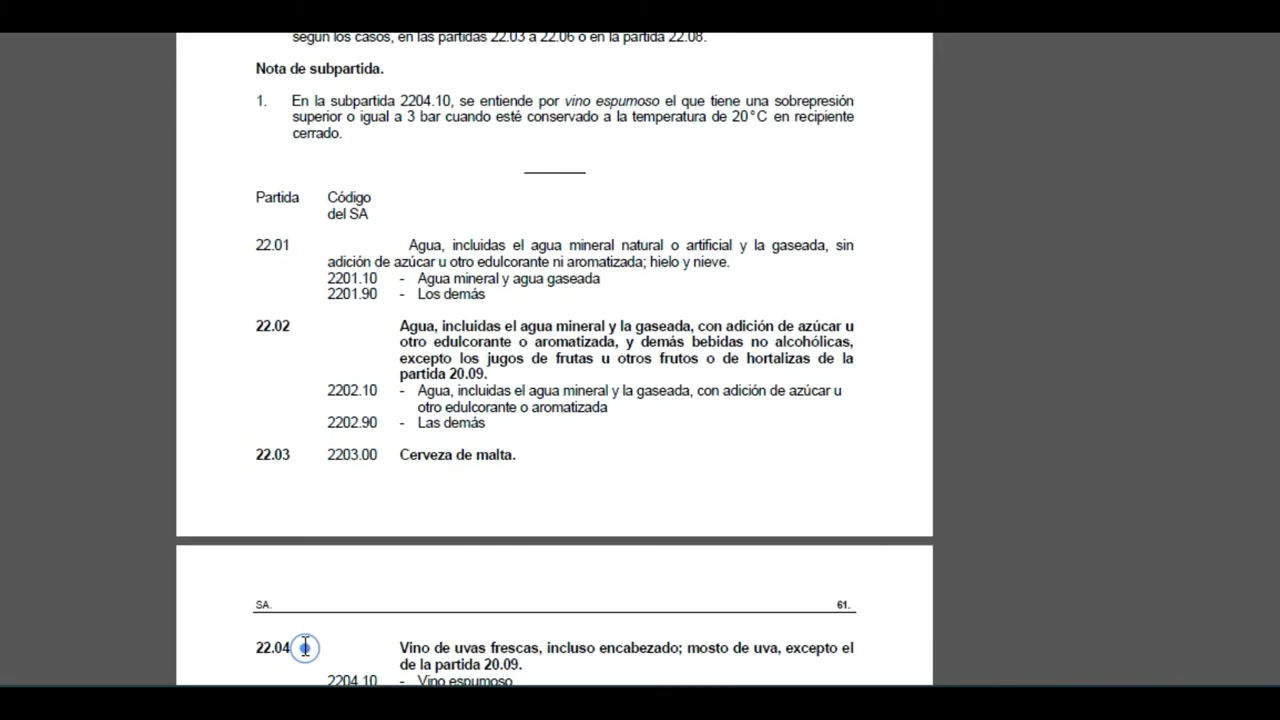 según los casos, en las partidas 22.03 a 22.06 o en la partida 22.08.
Nota de subpartida.
1. En la subpartida 2204.10, se entiende por vino espumoso el que tiene una sobrepresión
superior o igual a 3 bar cuando esté conservado a la temperatura de 20°C en recipiente
cerrado.
Partida Código
del SA
22.01 Agua, incluidas el agua mineral natural o artificial y la gaseada, sin
adición de azúcar u otro edulcorante ni aromatizada; hielo y nieve.
2201.10 - Agua mineral y agua gaseada
2201.90 - Los demás
22.02 Agua, incluidas el agua mineral y la gaseada, con adición de azúcar u
otro edulcorante o aromatizada, y demás bebidas no alcohólicas,
excepto los jugos de frutas u otros frutos o de hortalizas de la
partida 20.09.
2202.10 - Agua, incluidas el agua mineral y la gaseada, con adición de azúcar u
otro edulcorante o aromatizada
2202.90 - Las demás
22.03 2203.00 Cerveza de malta.
SA. 61.
22.04 Vino de uvas frescas, incluso encabezado; mosto de uva, excepto el
de la partida 20.09.
2204.10 - Vino espumoso